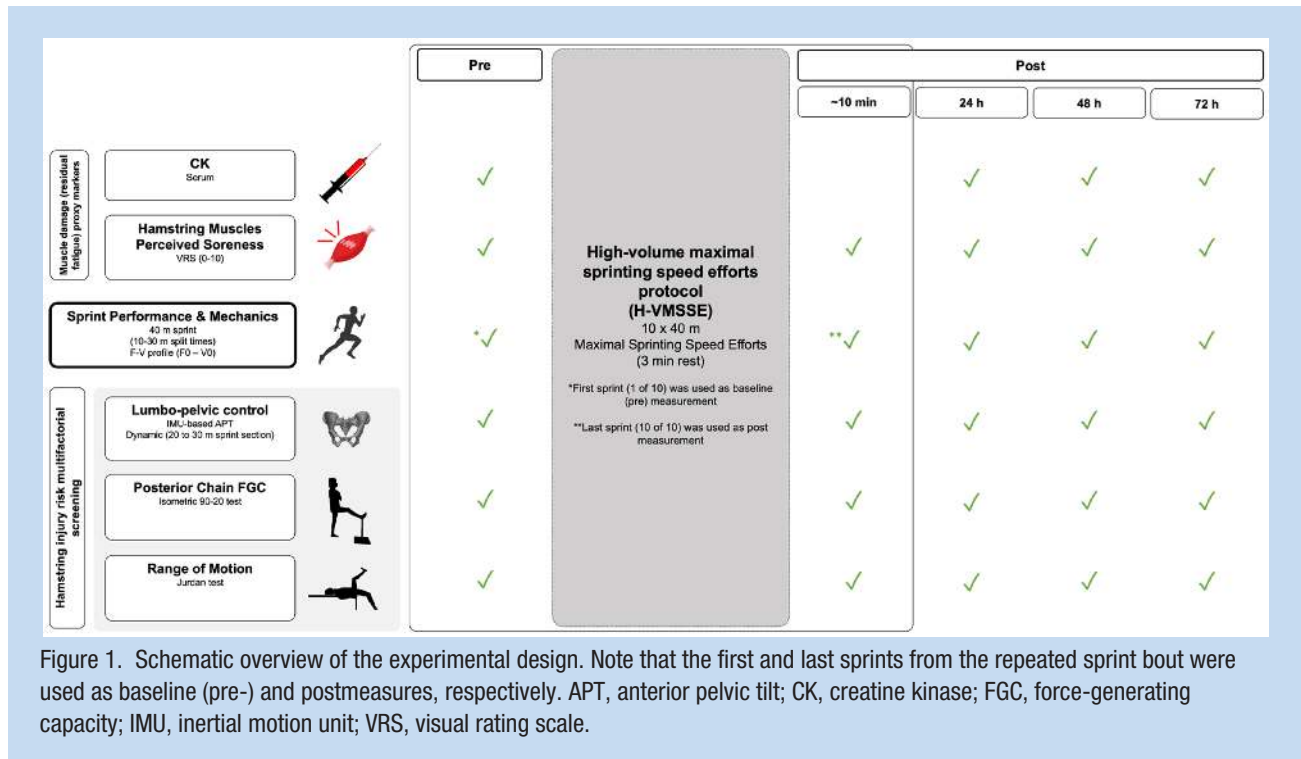 Pre
Post
~10 min
24 h
48 h
72 h
Muscle damage (residual
fatigue) proxy markers
CK
Serum
✓
✓
✓
✓
Hamstring Muscles
Perceived Soreness
VRS (0-10)
✓
✓
✓
✓
✓
Sprint Performance & Mechanics
40 m sprint
(10-30 m split times)
F-V profile (F0 – V0)
*✓
**✓
✓
✓
✓
High-volume maximal
sprinting speed efforts
protocol
(H-VMSSE)
10 x 40 m
Maximal Sprinting Speed Efforts
(3 min rest)
*First sprint (1 of 10) was used as baseline
(pre) measurement
**Last sprint (10 of 10) was used as post
measurement
Hamstring injury risk multifactorial
screening
Lumbo-pelvic control
IMU-based APT
Dynamic (20 to 30 m sprint section)
✓
✓
✓
✓
✓
Posterior Chain FGC
Isometric 90-20 test
✓
✓
✓
✓
✓
Range of Motion
Jurdan test
✓
✓
✓
✓
✓
Figure 1. Schematic overview of the experimental design. Note that the first and last sprints from the repeated sprint bout were
used as baseline (pre-) and postmeasures, respectively. APT, anterior pelvic tilt; CK, creatine kinase; FGC, force-generating
capacity; IMU, inertial motion unit; VRS, visual rating scale.